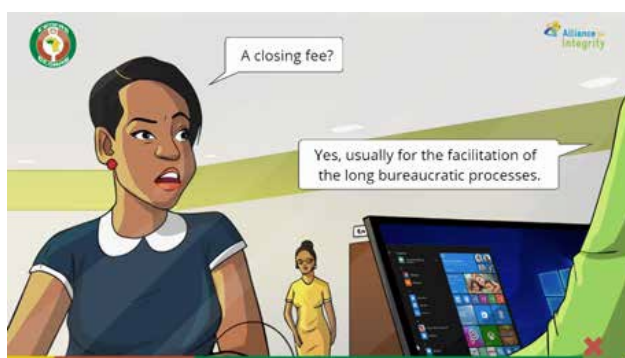 A closing fee?
Alliance for
Integrity
Yes, usually for the facilitation of
the long bureaucratic processes.